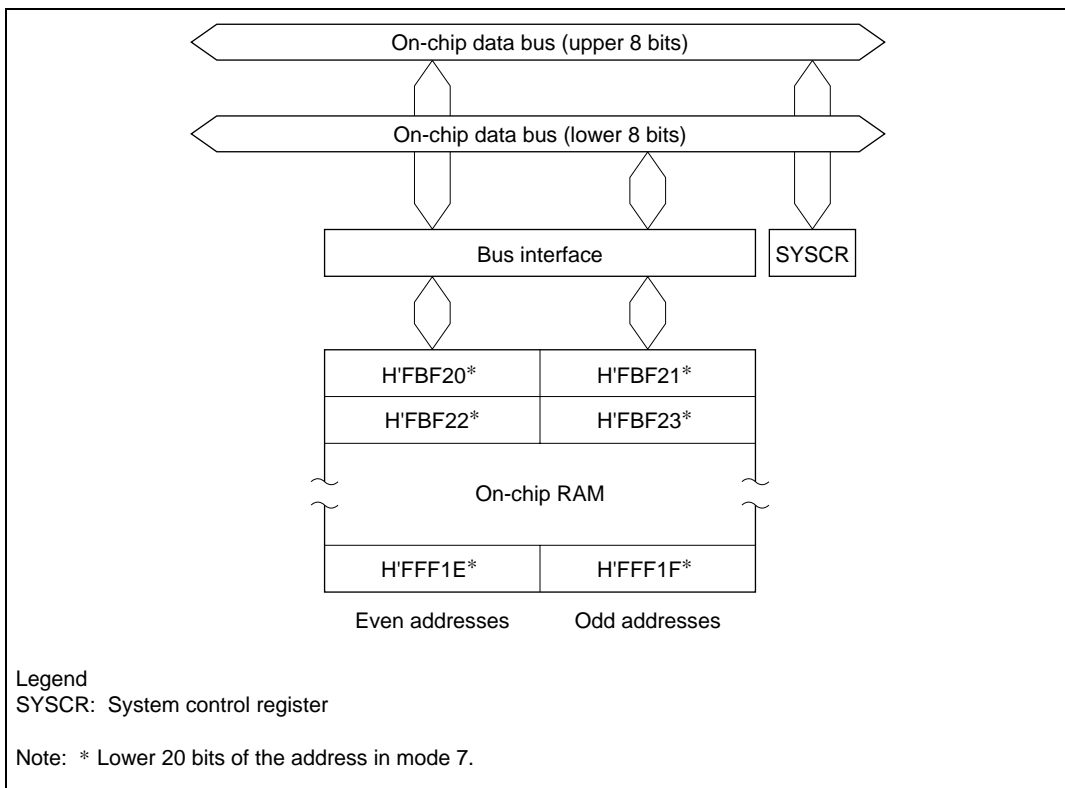 On-chip data bus (upper 8 bits)
On-chip data bus (lower 8 bits)
Bus interface
SYSCR
H'FBF20*
H'FBF21*
H'FBF22*
H'FBF23*
On-chip RAM
H'FFF1E*
H'FFF1F*
Even addresses
Odd addresses
Legend
SYSCR: System control register
Note: * Lower 20 bits of the address in mode 7.